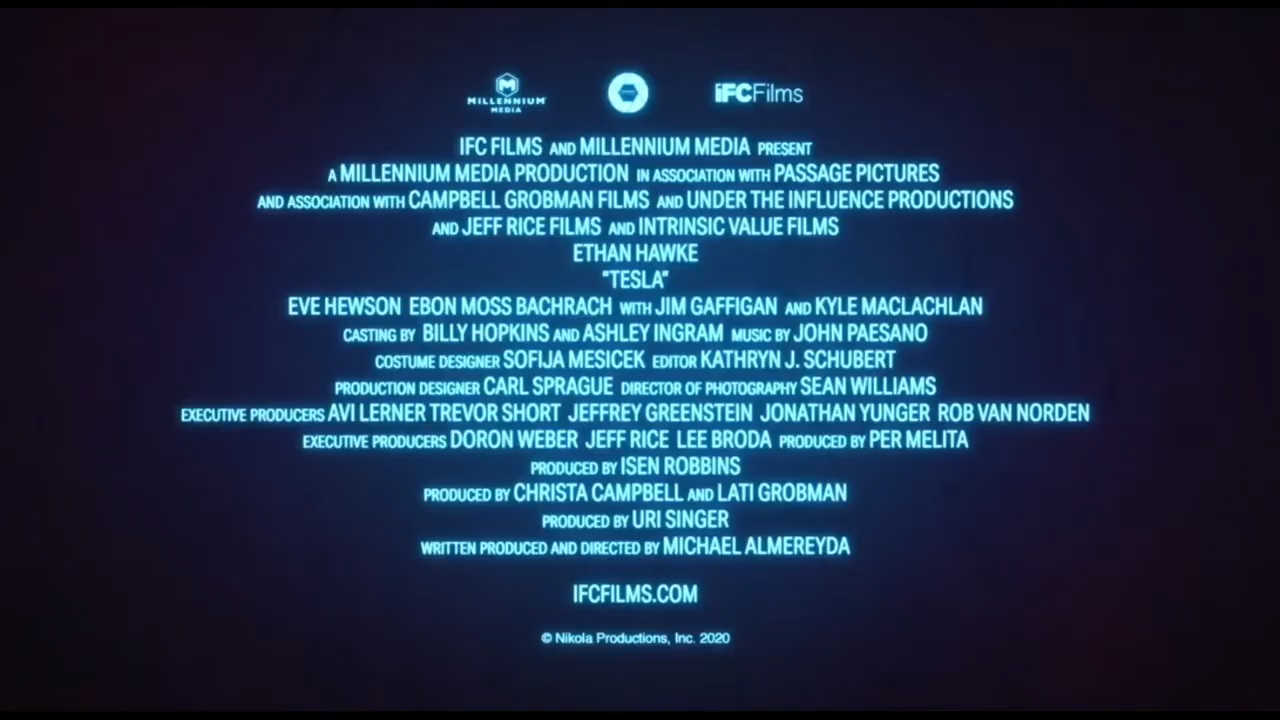 MILLENNIUM
MEDIA
IFCFilms
IFC FILMS AND MILLENNIUM MEDIA PRESENT
A MILLENNIUM MEDIA PRODUCTION IN ASSOCIATION WITH PASSAGE PICTURES
AND ASSOCIATION WITH CAMPBELL GROBMAN FILMS AND UNDER THE INFLUENCE PRODUCTIONS
AND JEFF RICE FILMS AND INTRINSIC VALUE FILMS
ETHAN HAWKE
"TESLA"
EVE HEWSON EBON MOSS BACHRACH WITH JIM GAFFIGAN AND KYLE MACLACHLAN
CASTING BY BILLY HOPKINS AND ASHLEY INGRAM MUSIC BY JOHN PAESANO
COSTUME DESIGNER SOFIJA MESICEK EDITOR KATHRYN J. SCHUBERT
PRODUCTION DESIGNER CARL SPRAGUE DIRECTOR OF PHOTOGRAPHY SEAN WILLIAMS
EXECUTIVE PRODUCERS AVI LERNER TREVOR SHORT JEFFREY GREENSTEIN JONATHAN YUNGER ROB VAN NORDEN
EXECUTIVE PRODUCERS DORON WEBER JEFF RICE LEE BRODA PRODUCED BY PER MELITA
PRODUCED BY ISEN ROBBINS
PRODUCED BY CHRISTA CAMPBELL AND LATI GROBMAN
PRODUCED BY URI SINGER
WRITTEN PRODUCED AND DIRECTED BY MICHAEL ALMEREYDA
IFCFILMS.COM
© Nikola Productions, Inc. 2020